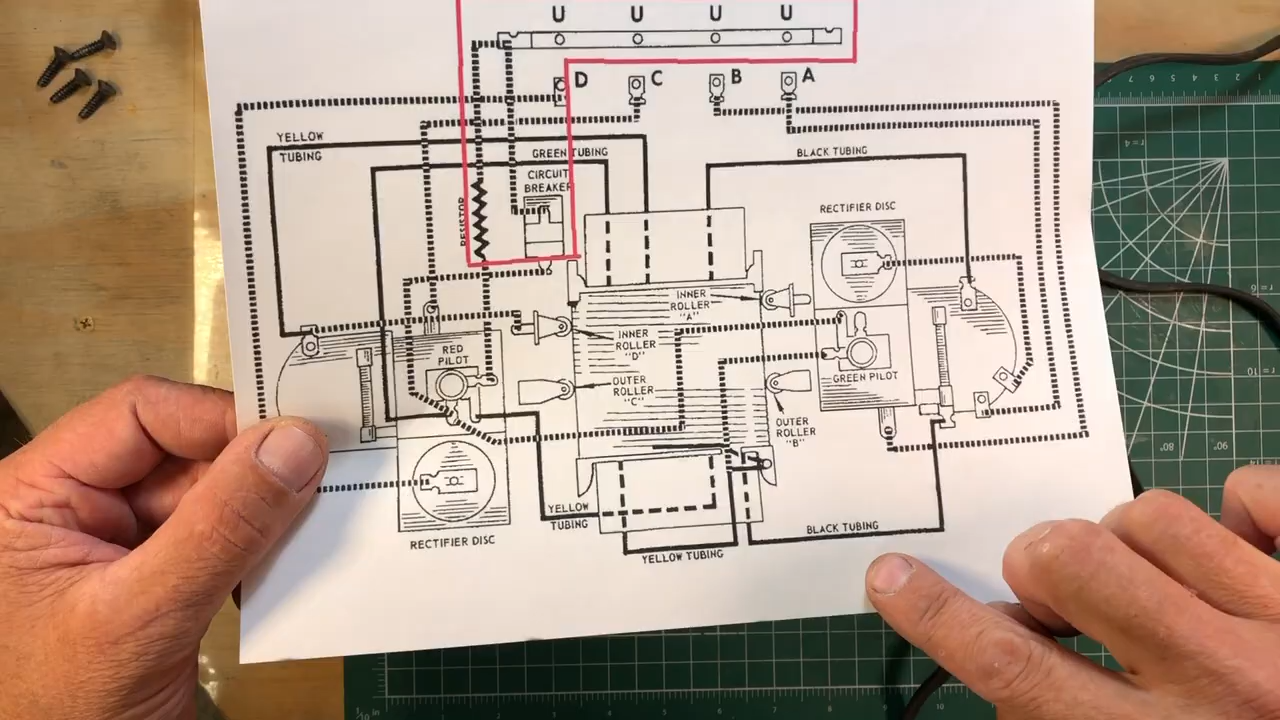 U U U U
D C B A
YELLOW
TUBING
GREEN TUBING
BLACK TUBING
CIRCUIT
BREAKER
RESISTOR
RECTIFIER DISC
INNER
ROLLER
"A"
INNER
ROLLER
"D"
RED
PILOT
GREEN PILOT
OUTER
ROLLER
"C"
OUTER
ROLLER
"B"
YELLOW
TUBING
BLACK TUBING
RECTIFIER DISC
YELLOW TUBING